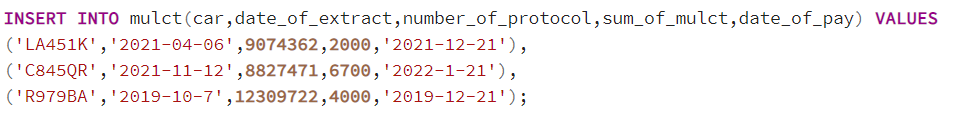 INSERT INTO mulct(car,date_of_extract,number_of_protocol,sum_of_mulct,date_of_pay) VALUES
('LA451K','2021-04-06',9074362,2000,'2021-12-21'),
('C845QR','2021-11-12',8827471,6700,'2022-1-21'),
('R979BA','2019-10-7',12309722,4000,'2019-12-21');